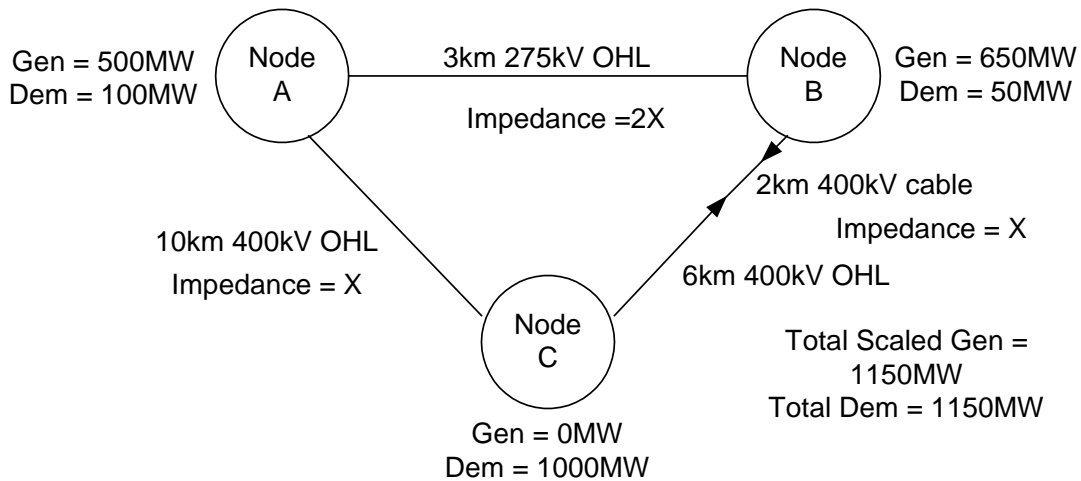 Gen = 500MW
Dem = 100MW
Node
A
3km 275kV OHL
Impedance =2X
Node
B
Gen = 650MW
Dem = 50MW
2km 400kV cable
Impedance = X
10km 400kV OHL
Impedance = X
6km 400kV OHL
Node
C
Total Scaled Gen =
1150MW
Total Dem = 1150MW
Gen = 0MW
Dem = 1000MW